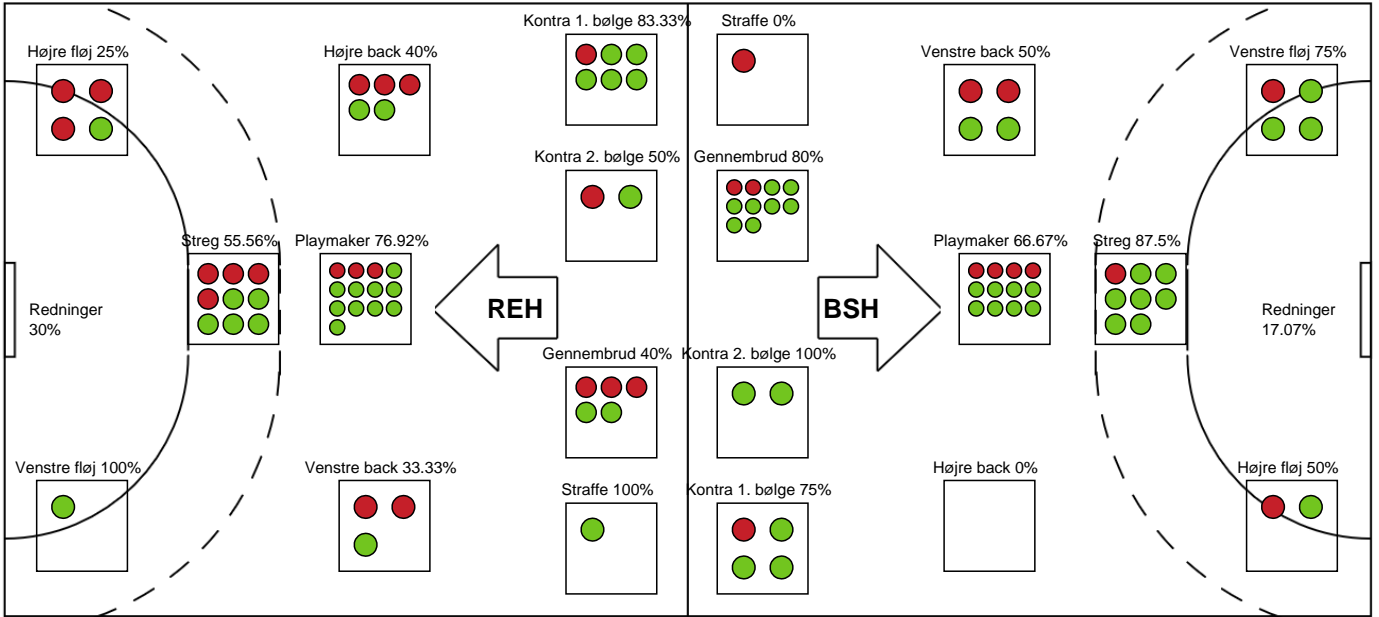 Kontra 1. bølge 83.33%
Straffe 0%
Højre fløj 25%
Højre back 40%
Venstre back 50%
Venstre fløj 75%
Kontra 2. bølge 50%
Gennembrud 80%
Streg 55.56%
Playmaker 76.92%
Playmaker 66.67%
Streg 87.5%
REH
BSH
Redninger
30%
Redninger
17.07%
Gennembrud 40%
Kontra 2. bølge 100%
Venstre fløj 100%
Venstre back 33.33%
Højre back 0%
Højre fløj 50%
Straffe 100%
Kontra 1. bølge 75%